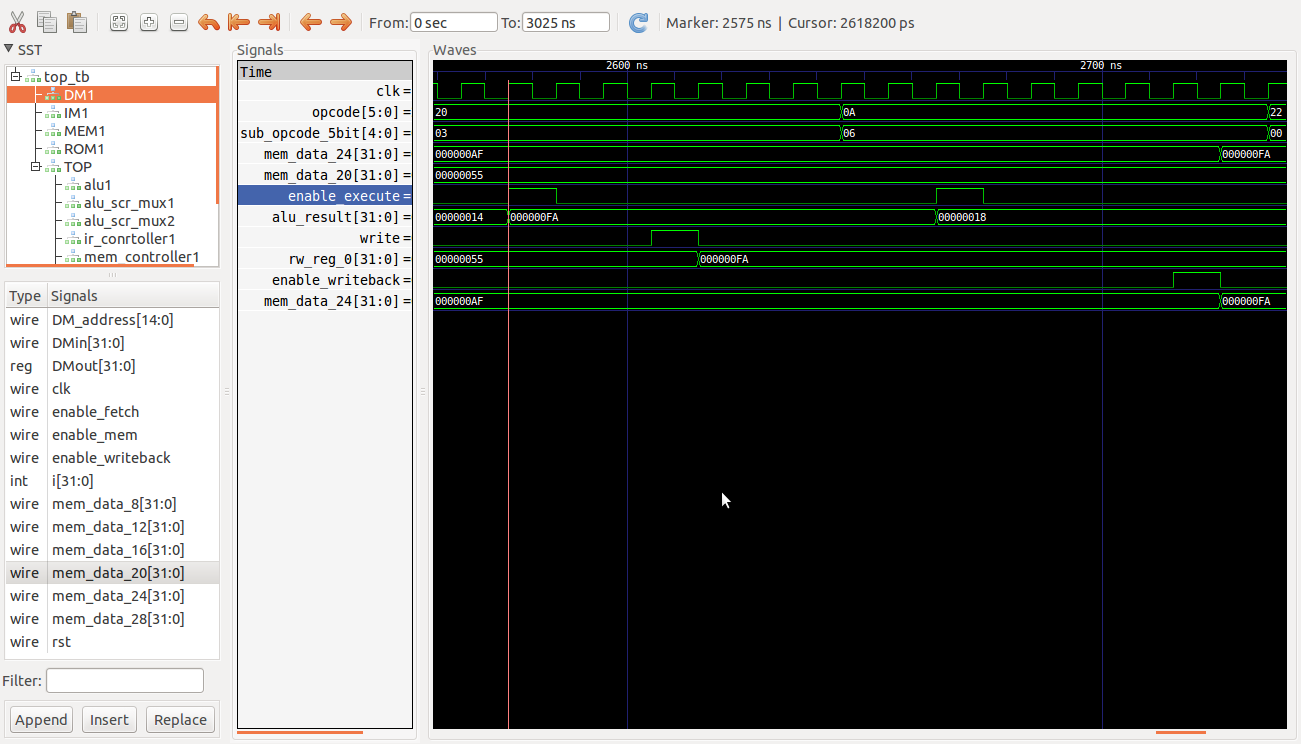 From: 0 sec To: 3025 ns Marker: 2575 ns | Cursor: 2618200 ps
SST
top_tb
DM1
IM1
MEM1
ROM1
TOP
alu1
alu_scr_mux1
alu_scr_mux2
ir_conrtoller1
mem_controller1
Type Signals
wire DM_address[14:0]
wire DMin[31:0]
reg DMout[31:0]
wire clk
wire enable_fetch
wire enable_mem
wire enable_writeback
int i[31:0]
wire mem_data_8[31:0]
wire mem_data_12[31:0]
wire mem_data_16[31:0]
wire mem_data_20[31:0]
wire mem_data_24[31:0]
wire mem_data_28[31:0]
wire rst
Filter:
Append Insert Replace
Signals
Time
clk =
opcode[5:0] =
sub_opcode_5bit[4:0] =
mem_data_24[31:0] =
mem_data_20[31:0] =
enable_execute =
alu_result[31:0] =
write =
rw_reg_0[31:0] =
enable_writeback =
mem_data_24[31:0] =
Waves
2600 ns 2700 ns
20 0A 22
03 06 00
000000AF 000000FA
00000055
00000014 000000FA 00000018
00000055 000000FA
000000AF 000000FA